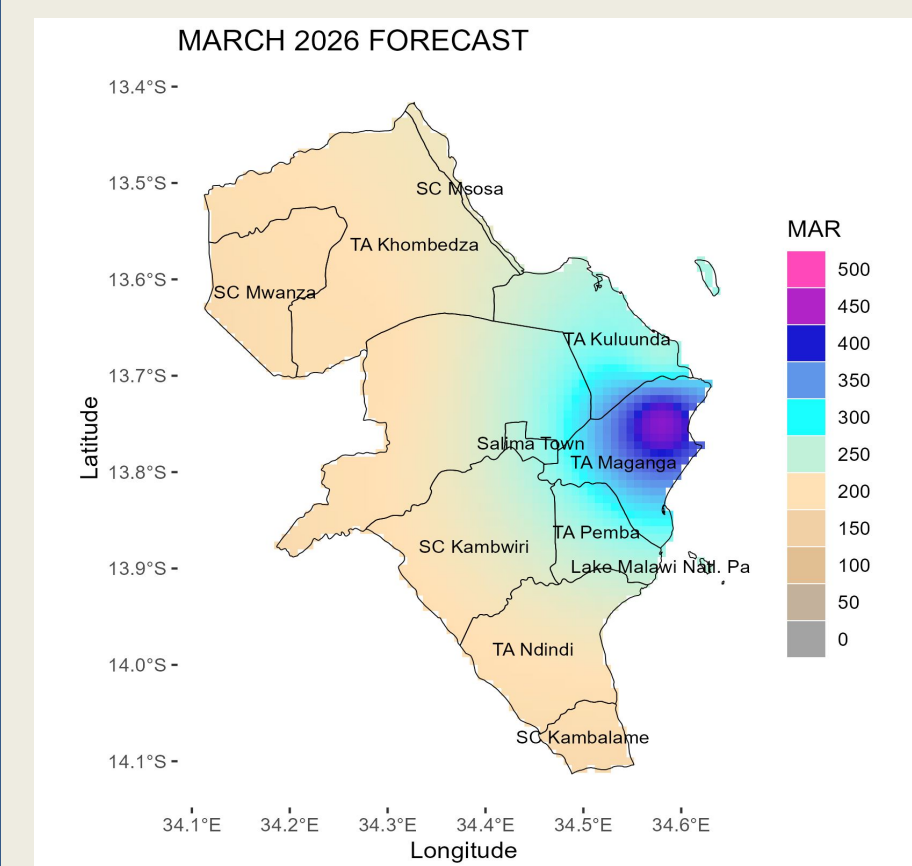 MARCH 2026 FORECAST
13.4°S
13.5°S
13.6°S
13.7°S
13.8°S
13.9°S
14.0°S
14.1°S
Latitude
SC Msosa
TA Khombedza
SC Mwanza
TA Kuluunda
Salima Town
TA Maganga
TA Pemba
SC Kambwiri
Lake Malawi Natl. Pa
TA Ndindi
SC Kambalame
34.1°E 34.2°E 34.3°E 34.4°E 34.5°E 34.6°E
Longitude
MAR
500
450
400
350
300
250
200
150
100
50
0